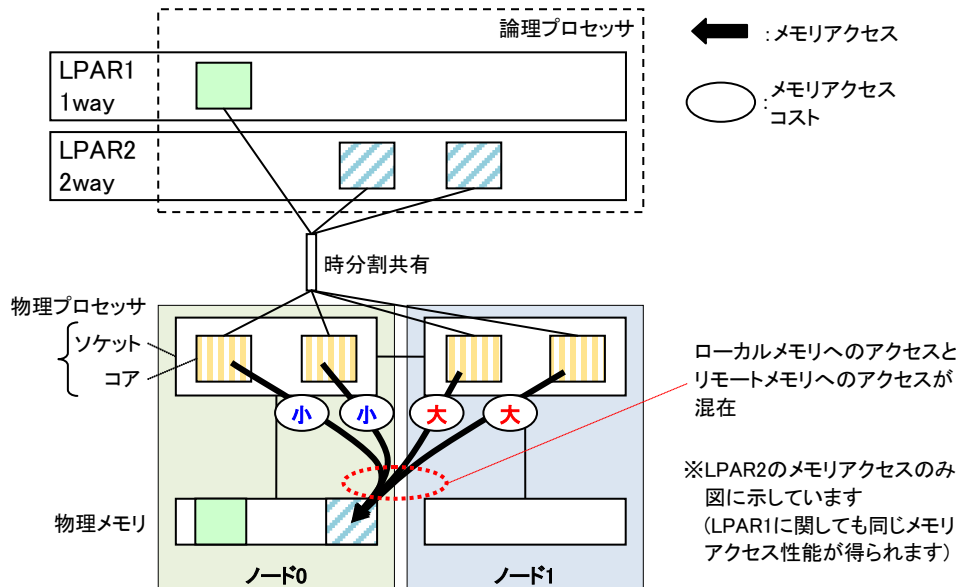 論理プロセッサ
:メモリアクセス
:メモリアクセス
コスト
LPAR1
1way
LPAR2
2way
時分割共有
物理プロセッサ
ソケット
コア
小
小
大
大
ローカルメモリへのアクセスと
リモートメモリへのアクセスが
混在
※LPAR2のメモリアクセスのみ
図に示しています
(LPAR1に関しても同じメモリ
アクセス性能が得られます)
物理メモリ
ノード0
ノード1